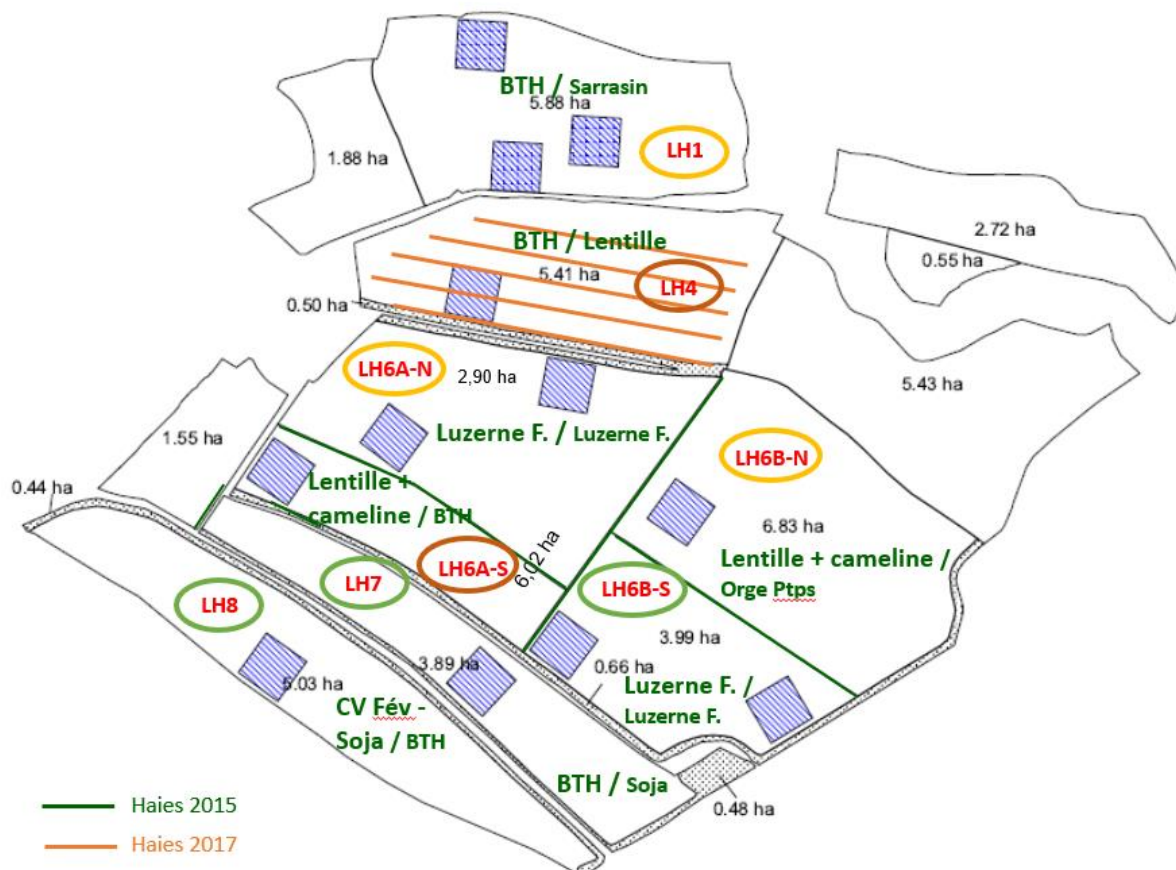 BTH / Sarrasin
5.88 ha
LH1
1.88 ha
2.72 ha
0.55 ha
BTH / Lentille
5.41 ha
LH4
0.50 ha
LH6A-N
2,90 ha
5.43 ha
1.55 ha
Luzerne F. / Luzerne F.
LH6B-N
0.44 ha
Lentille +
cameline / BTH
6.83 ha
Lentille + cameline /
Orge Ptps
6,02 ha
LH6A-S
LH7
LH6B-S
LH8
3.99 ha
3.89 ha
0.66 ha
5.03 ha
Luzerne F. /
Luzerne F.
CV Fév -
Soja / BTH
BTH / Soja
0.48 ha
Haies 2015
Haies 2017